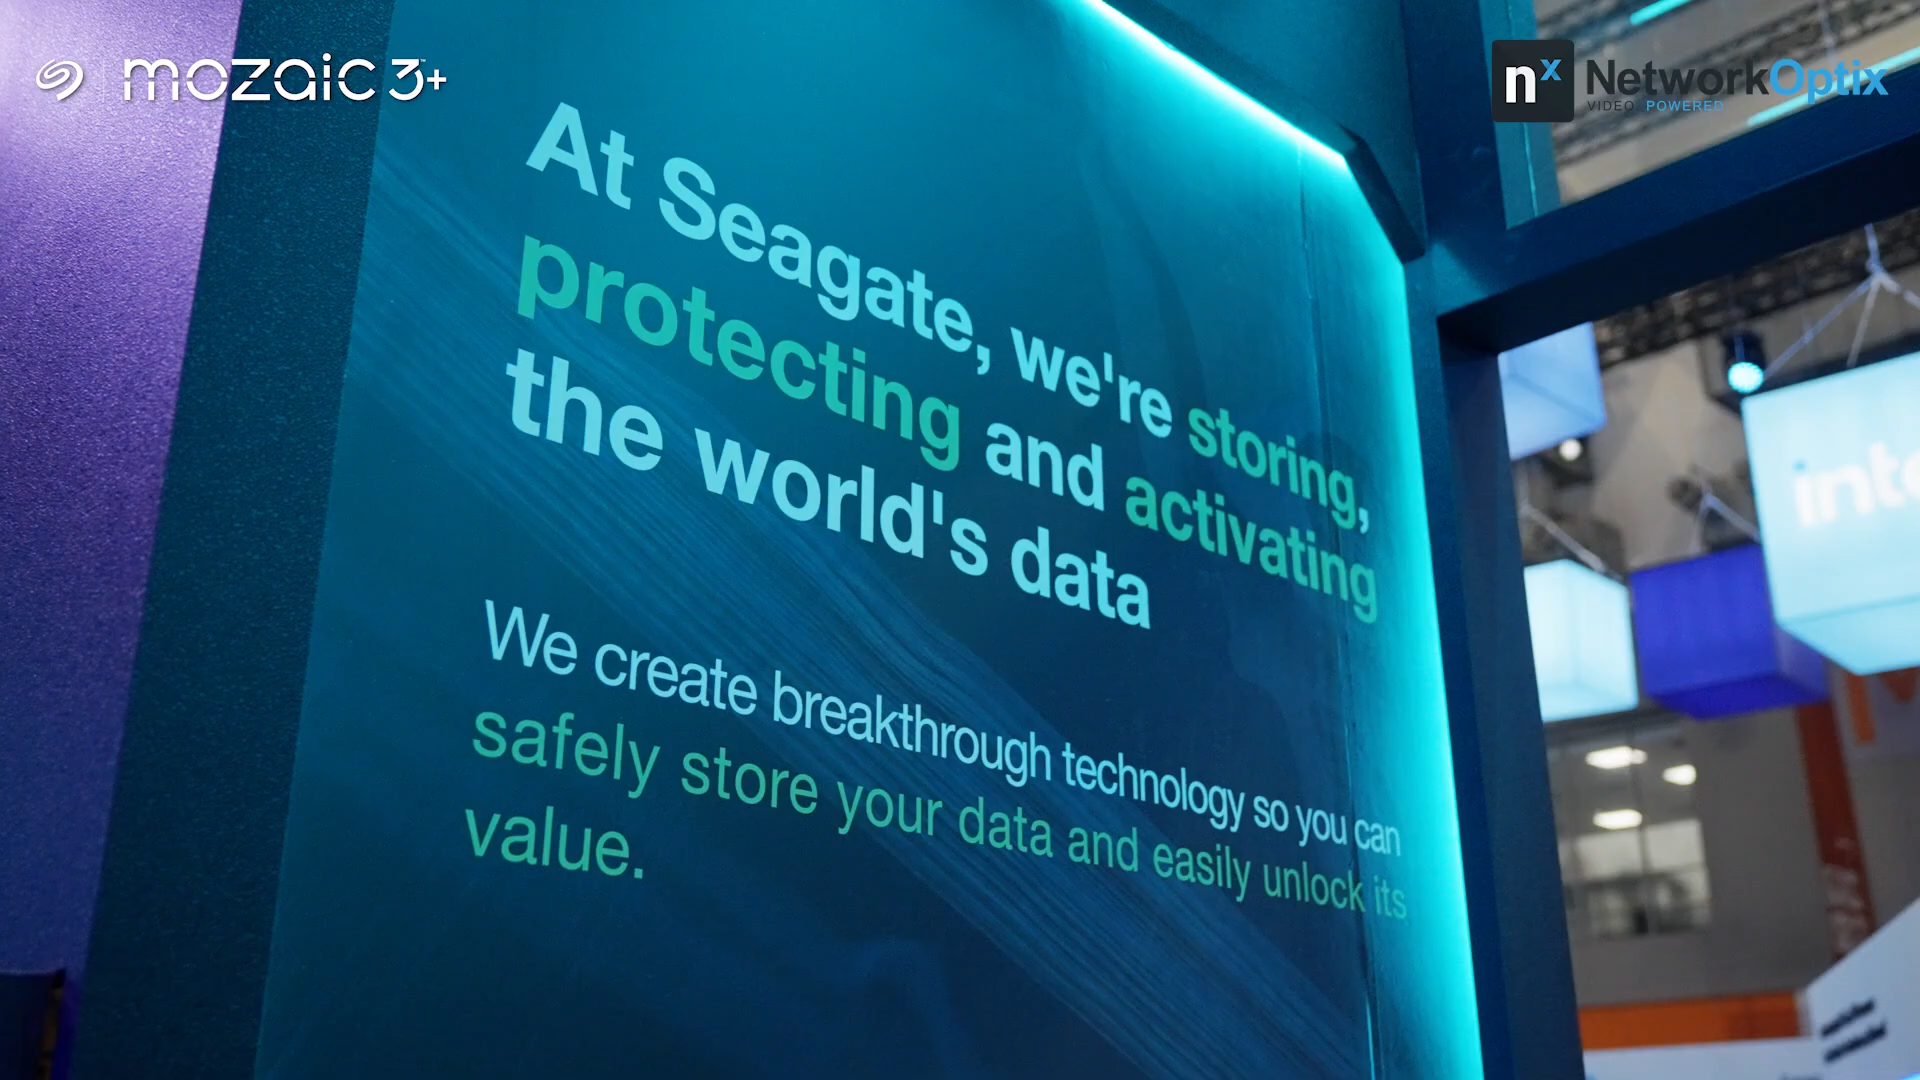 mozaic 3+
nx NetworkOptix
VIDEO POWERED
At Seagate, we're storing,
protecting and activating
the world's data
We create breakthrough technology so you can
safely store your data and easily unlock its
value.